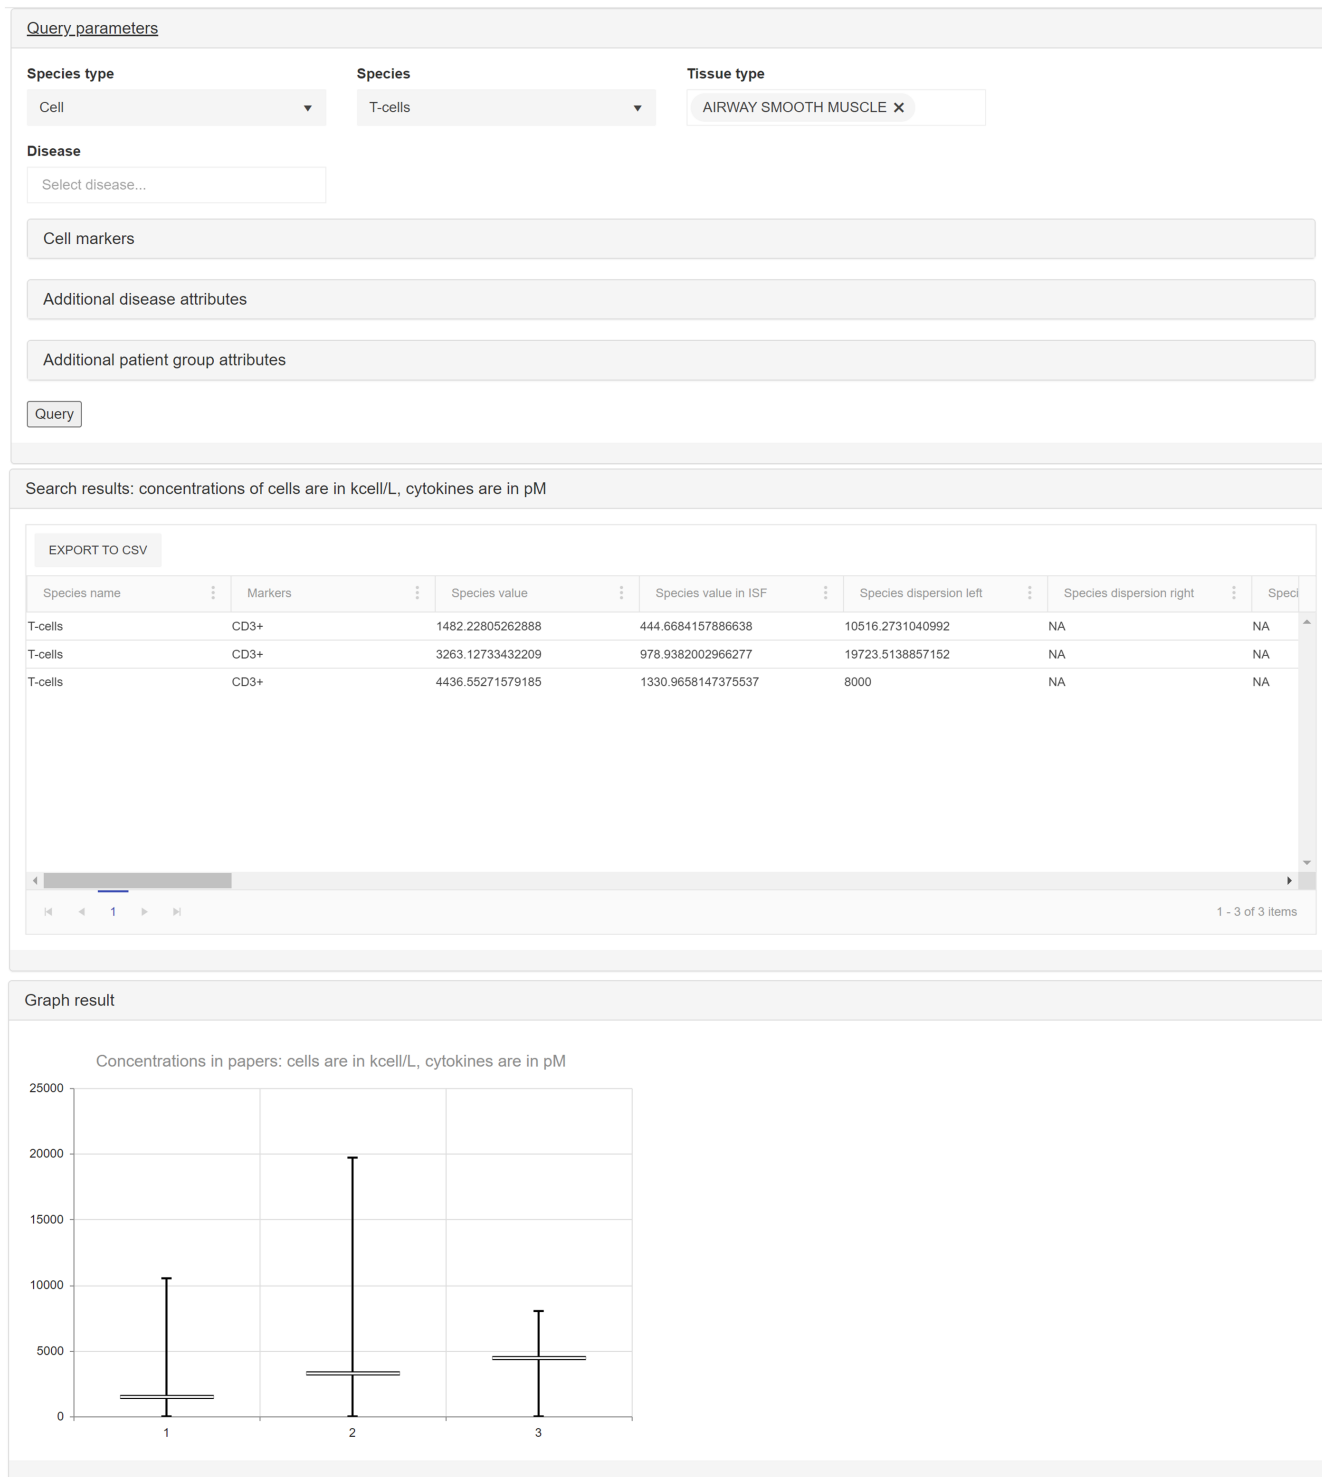 Query parameters
Species type Species Tissue type
Cell T-cells AIRWAY SMOOTH MUSCLE ✕
Disease
Select disease...
Cell markers
Additional disease attributes
Additional patient group attributes
Query
Search results: concentrations of cells are in kcell/L, cytokines are in pM
EXPORT TO CSV
Species name Markers Species value Species value in ISF Species dispersion left Species dispersion right Speci
T-cells CD3+ 1482.22805262888 444.6684157886638 10516.2731040992 NA NA
T-cells CD3+ 3263.12733432209 978.9382002966277 19723.5138857152 NA NA
T-cells CD3+ 4436.55271579185 1330.9658147375537 8000 NA NA
1 1 - 3 of 3 items
Graph result
Concentrations in papers: cells are in kcell/L, cytokines are in pM
25000
20000
15000
10000
5000
0
1 2 3